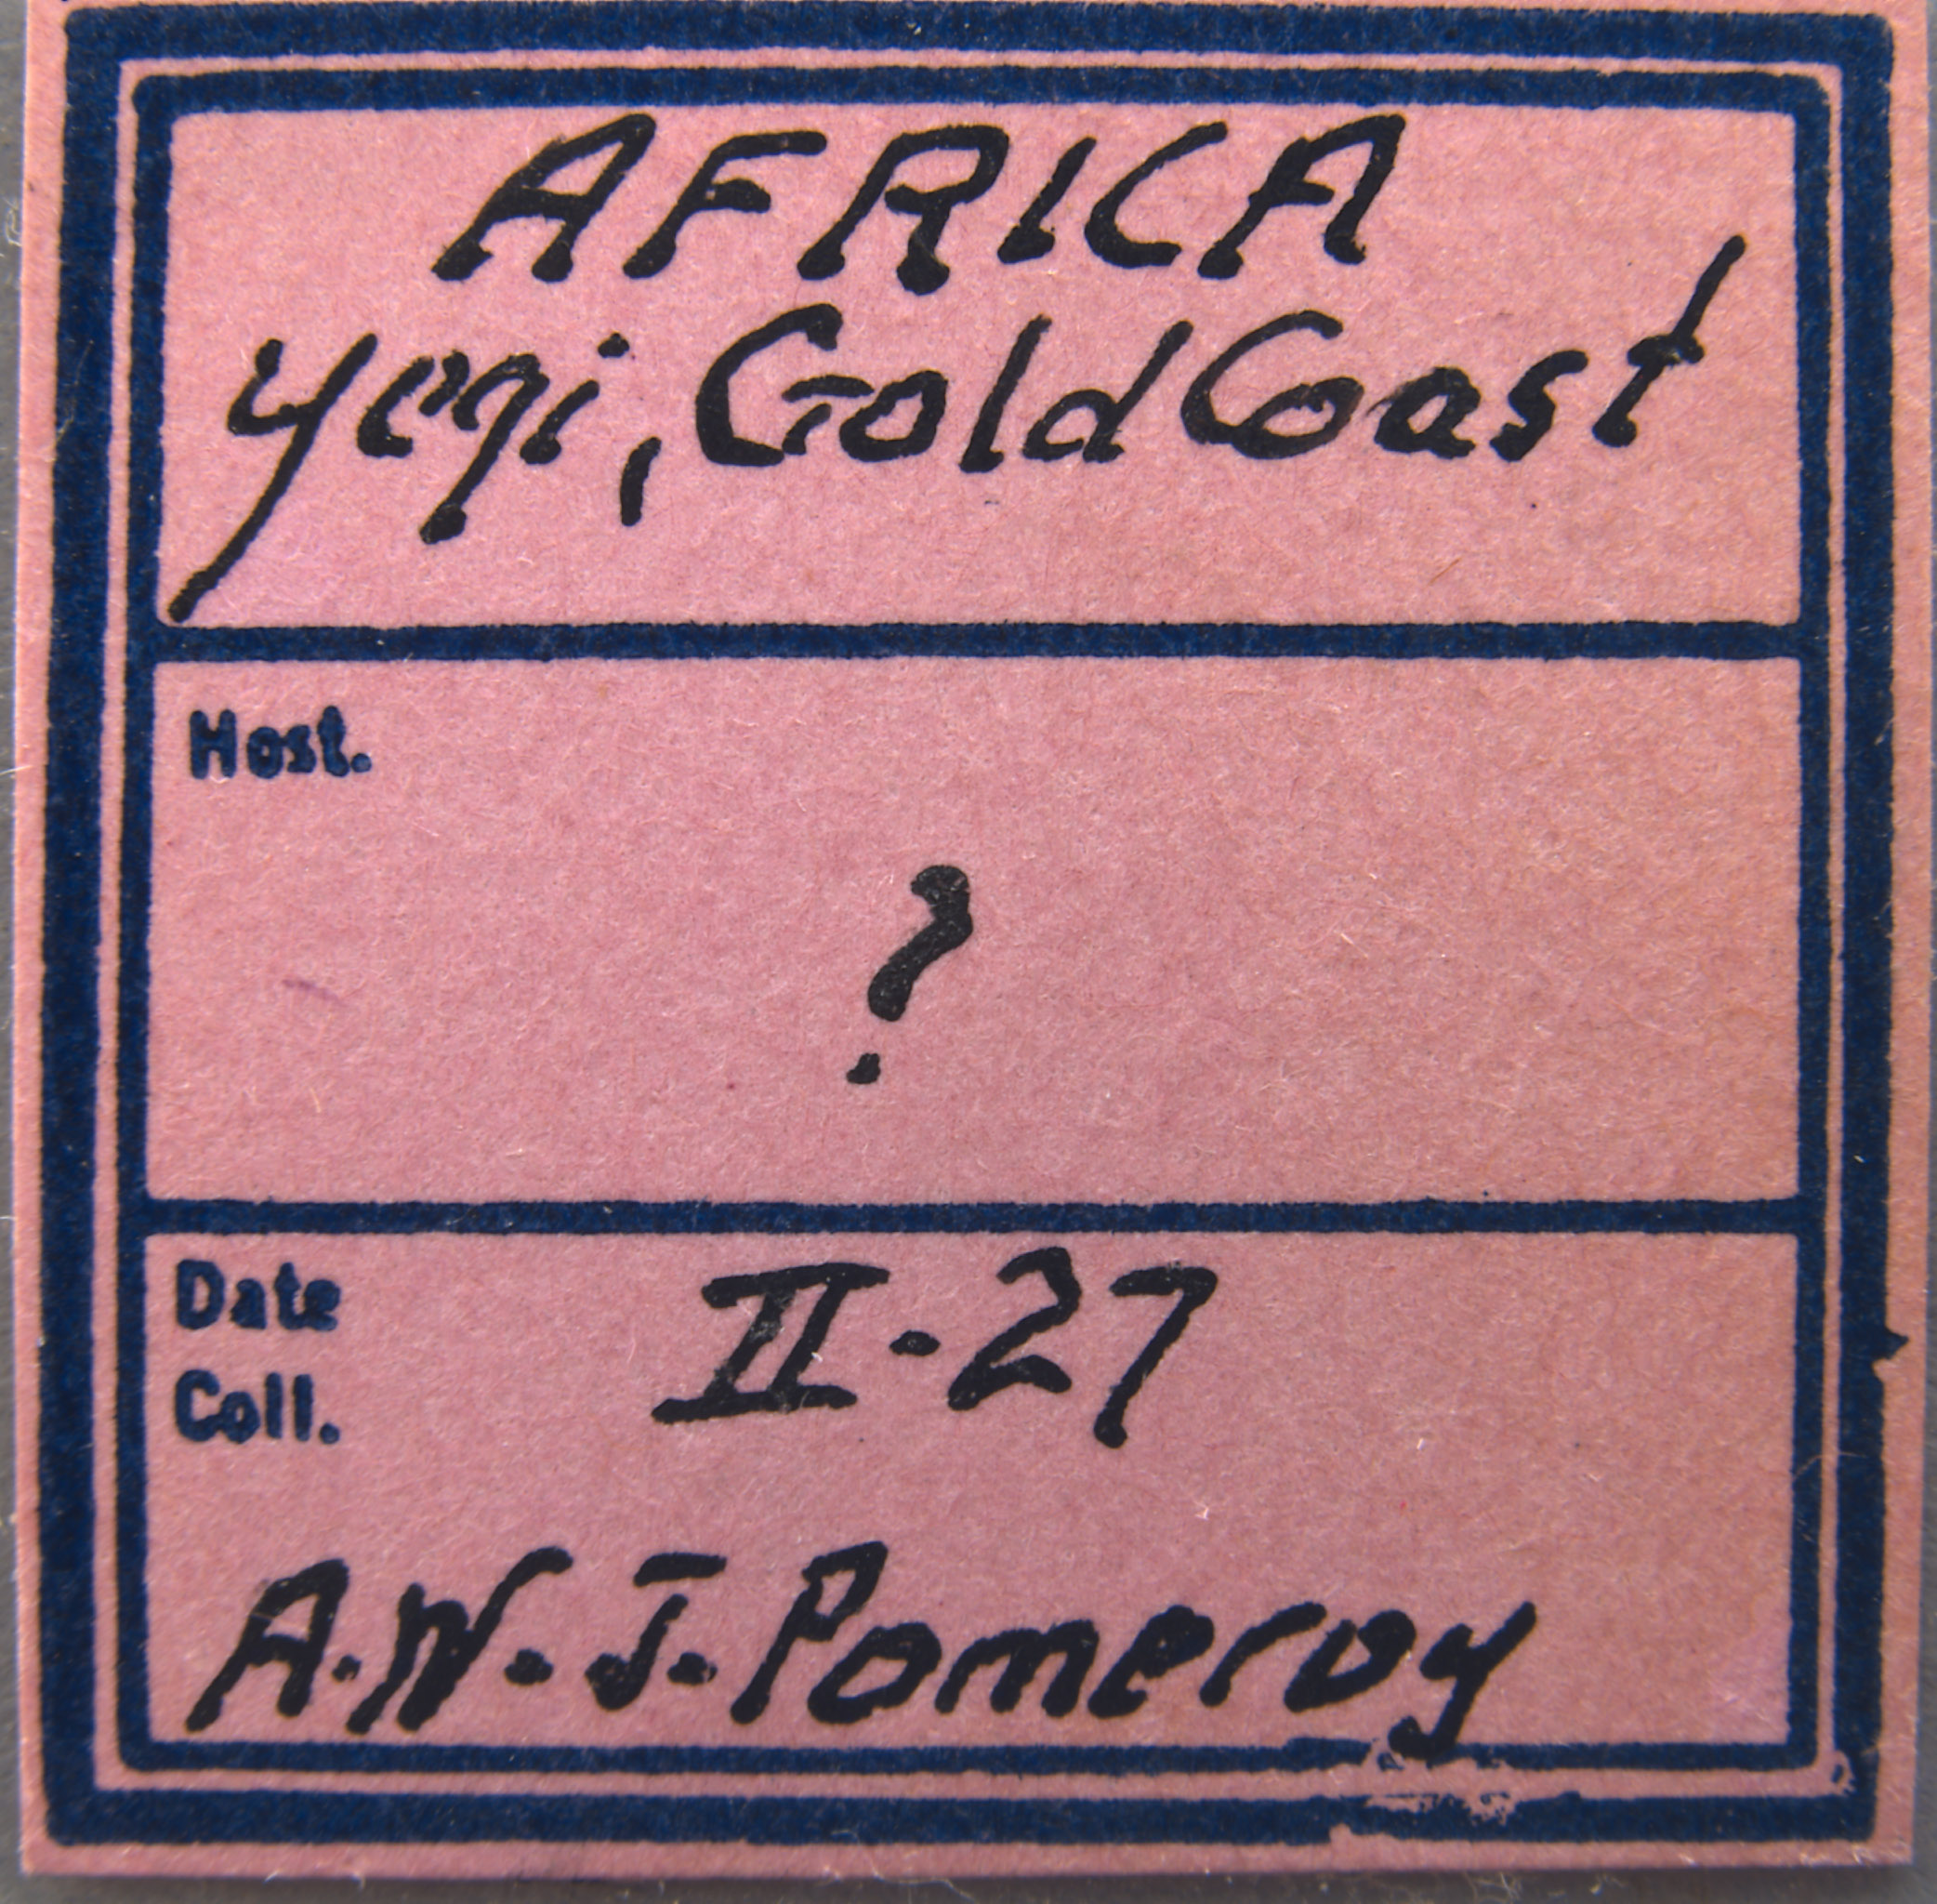 AFRICA
Yegi, Gold Coast
Host.
?
Date II-27
Coll.
A.W.J. Pomeroy